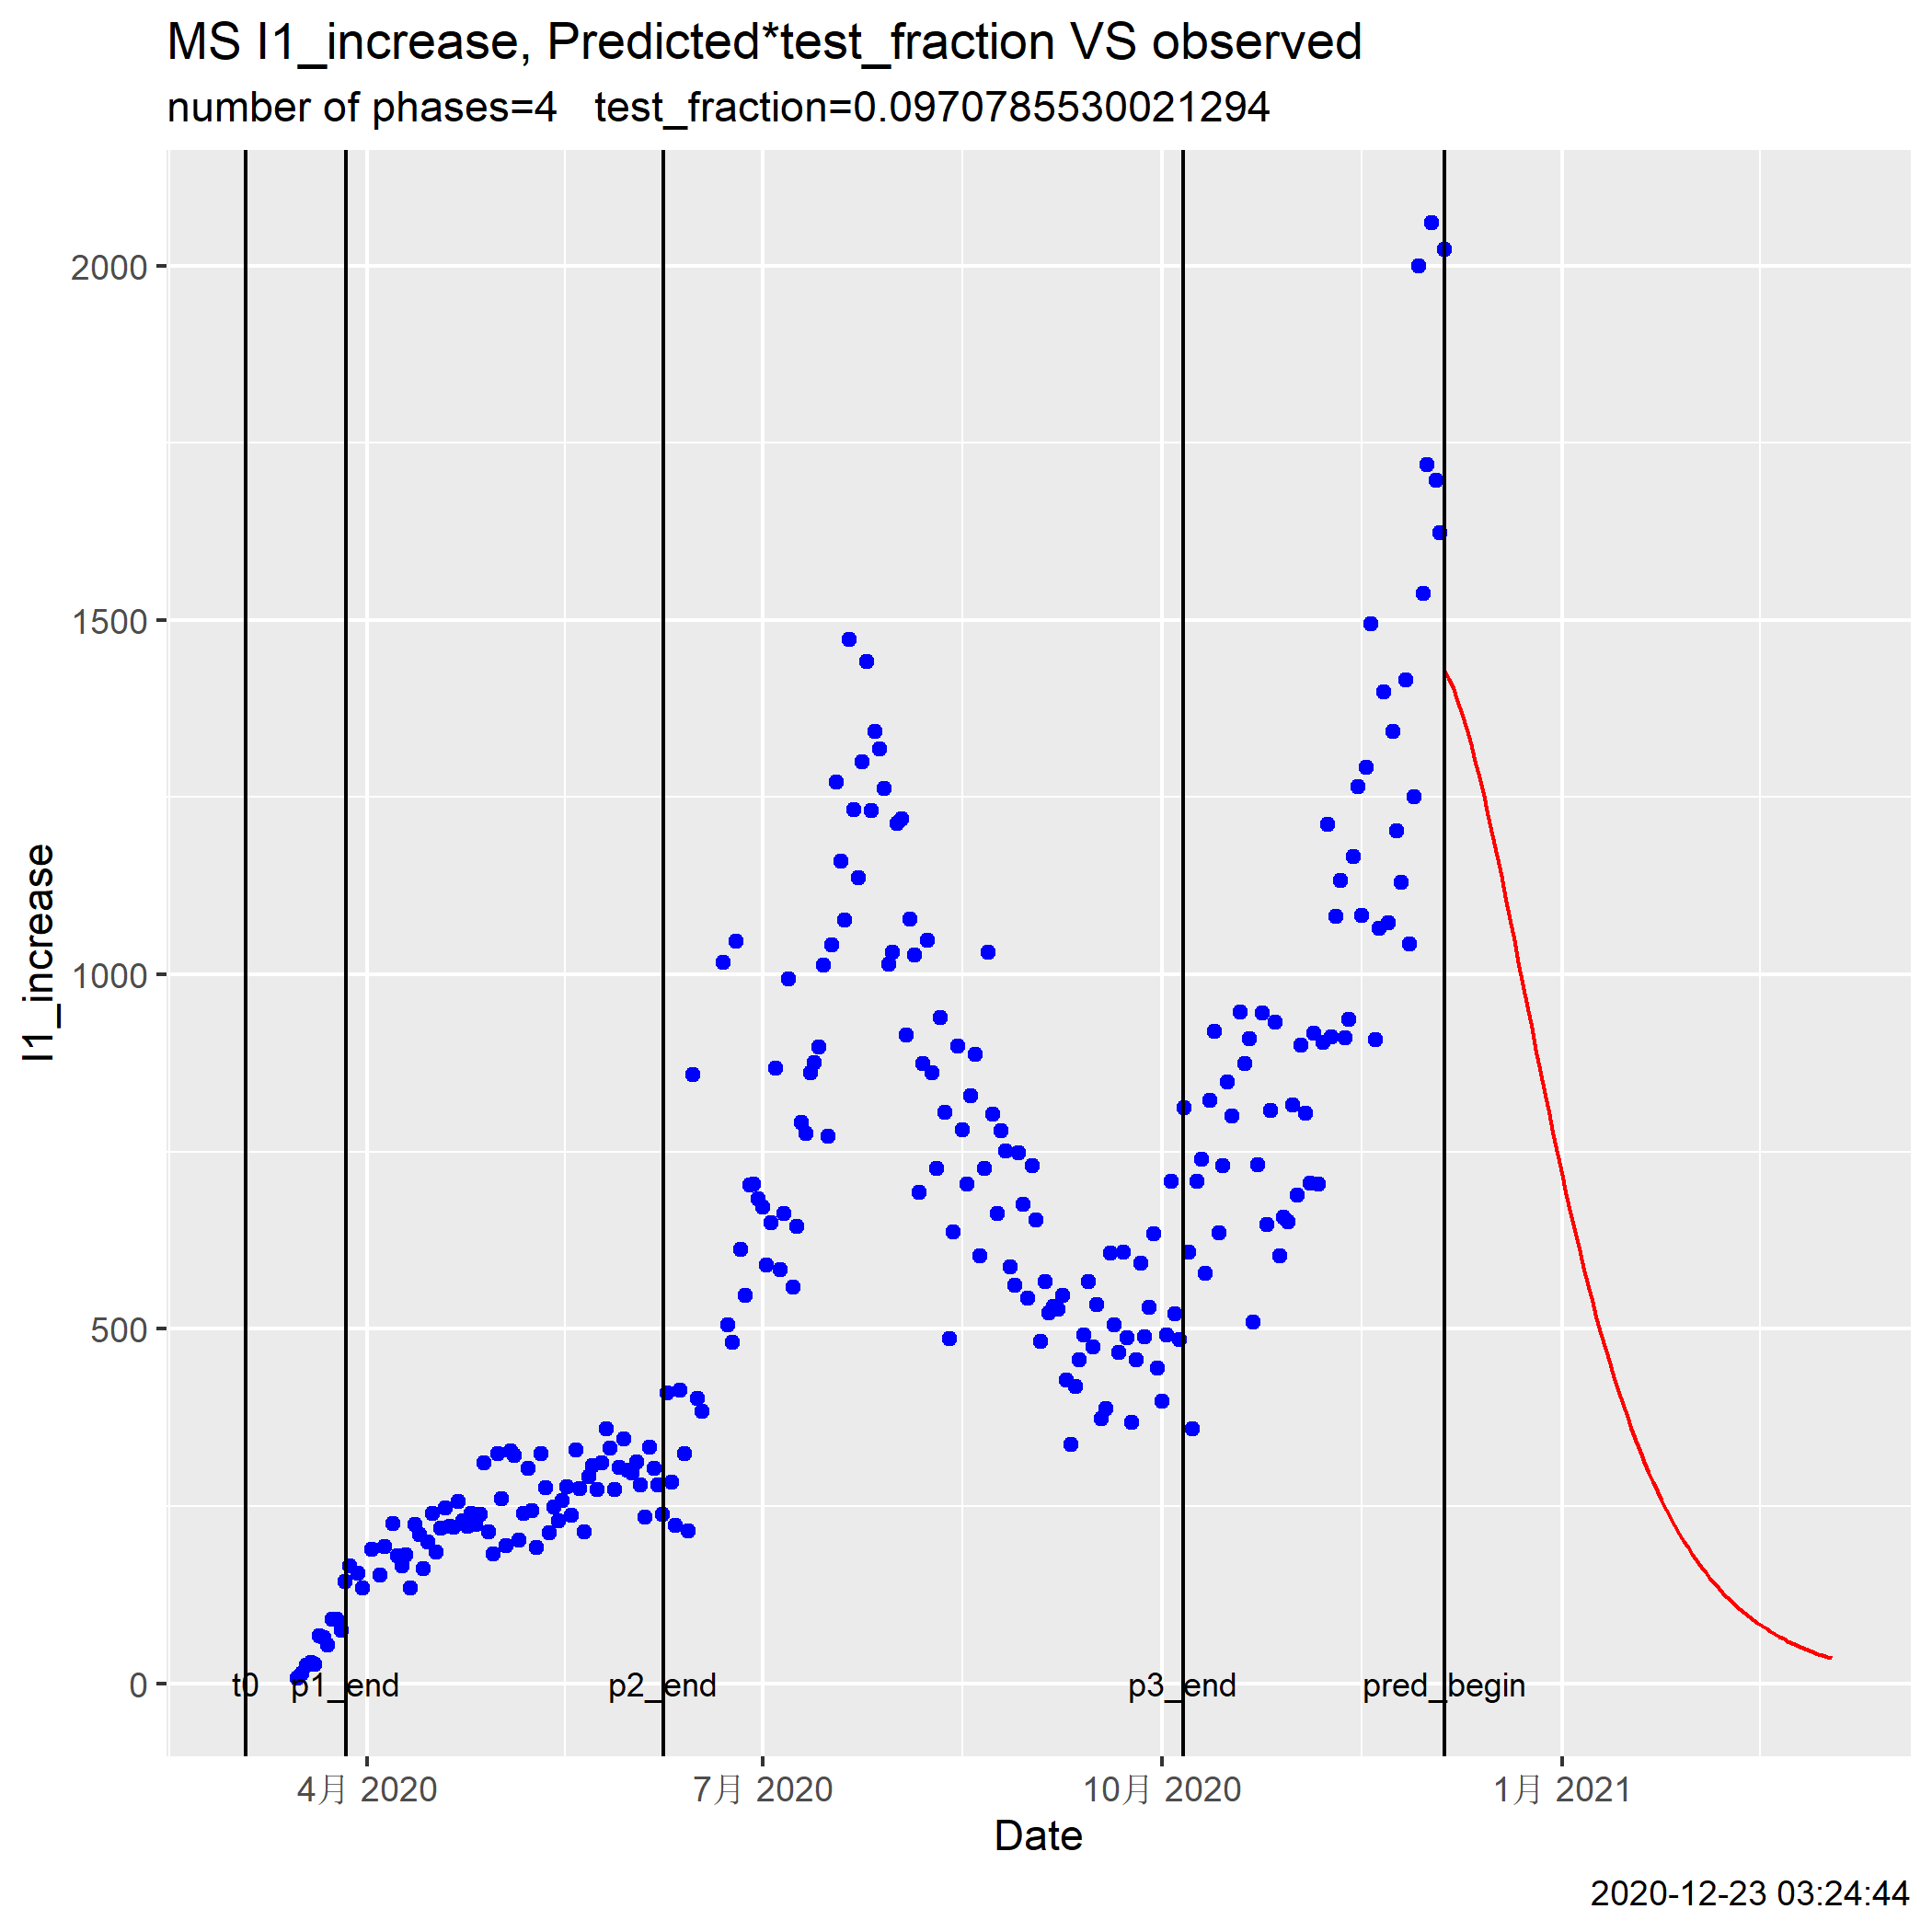 MS I1_increase, Predicted*test_fraction VS observed
number of phases=4   test_fraction=0.0970785530021294
I1_increase
2000
1500
1000
500
0
t0
p1_end
p2_end
p3_end
pred_begin
4月 2020
7月 2020
10月 2020
1月 2021
Date
2020-12-23 03:24:44